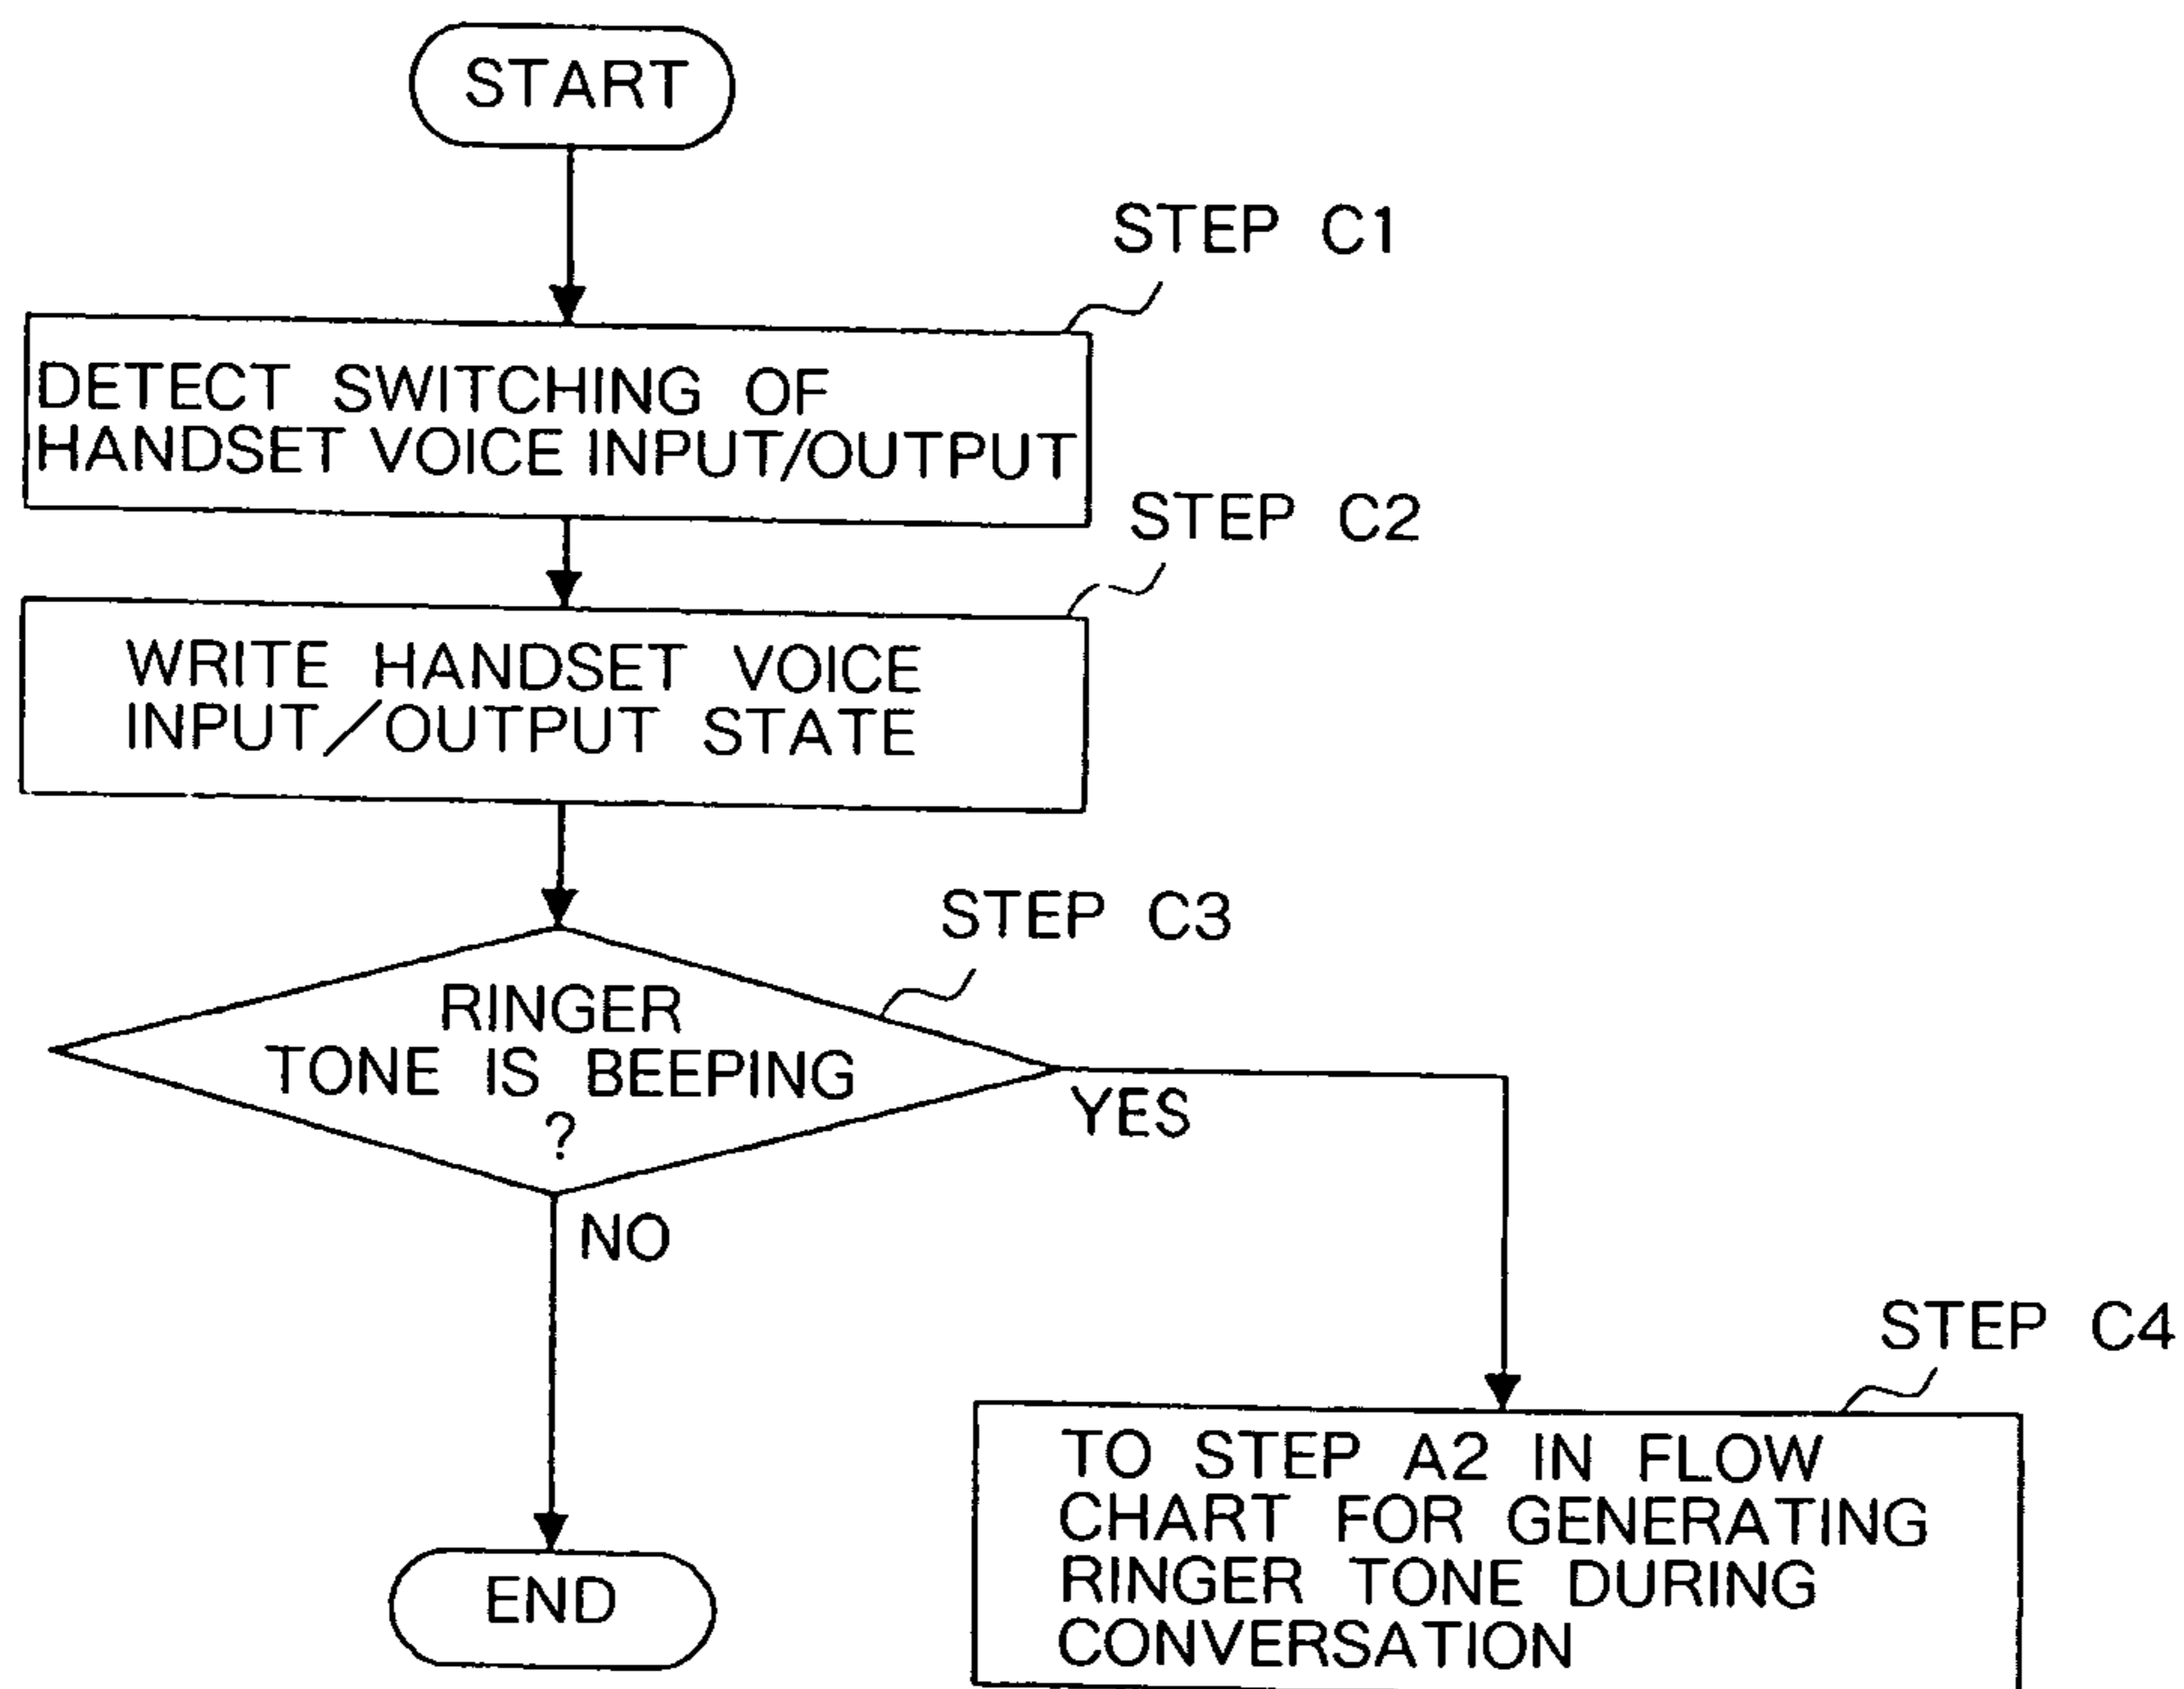 START
STEP C1
DETECT SWITCHING OF
HANDSET VOICE INPUT/OUTPUT
STEP C2
WRITE HANDSET VOICE
INPUT/OUTPUT STATE
STEP C3
RINGER
TONE IS BEEPING
?
YES
NO
STEP C4
TO STEP A2 IN FLOW
CHART FOR GENERATING
RINGER TONE DURING
CONVERSATION
END